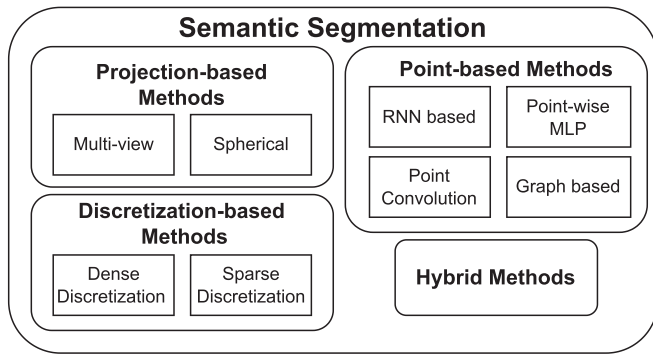 Semantic Segmentation
Projection-based
Methods
Multi-view
Spherical
Discretization-based
Methods
Dense
Discretization
Sparse
Discretization
Point-based Methods
RNN based
Point-wise
MLP
Point
Convolution
Graph based
Hybrid Methods